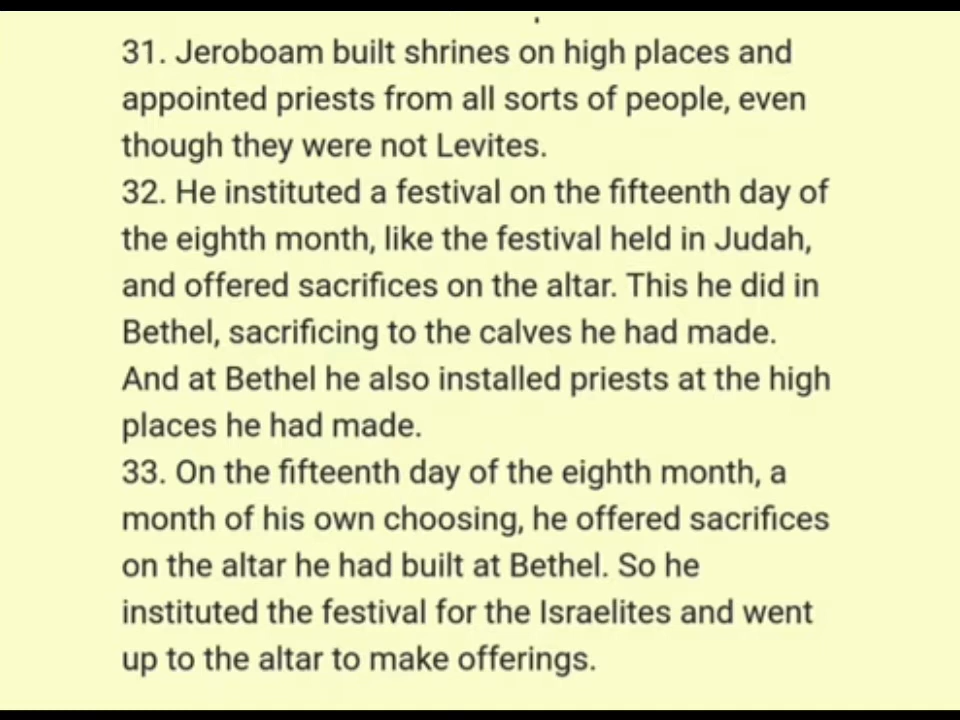 31. Jeroboam built shrines on high places and
appointed priests from all sorts of people, even
though they were not Levites.
32. He instituted a festival on the fifteenth day of
the eighth month, like the festival held in Judah,
and offered sacrifices on the altar. This he did in
Bethel, sacrificing to the calves he had made.
And at Bethel he also installed priests at the high
places he had made.
33. On the fifteenth day of the eighth month, a
month of his own choosing, he offered sacrifices
on the altar he had built at Bethel. So he
instituted the festival for the Israelites and went
up to the altar to make offerings.